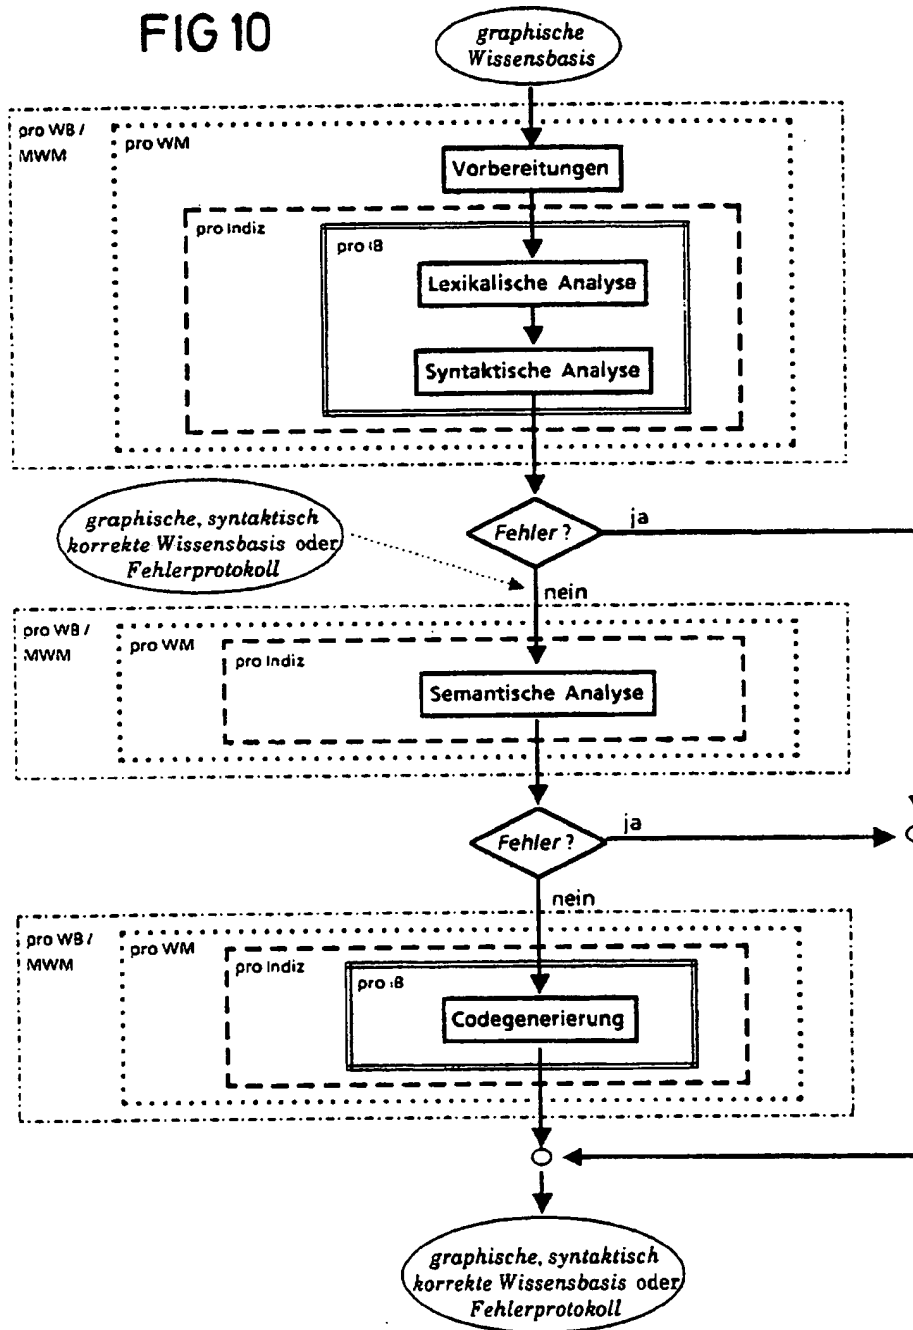 FIG 10
graphische
Wissensbasis
pro WB /
MWM
pro WM
Vorbereitungen
pro Indiz
pro IB
Lexikalische Analyse
Syntaktische Analyse
Fehler ?
ja
graphische, syntaktisch
korrekte Wissensbasis oder
Fehlerprotokoll
nein
pro WB /
MWM
pro WM
pro Indiz
Semantische Analyse
Fehler ?
ja
nein
pro WB /
MWM
pro WM
pro Indiz
pro IB
Codegenerierung
graphische, syntaktisch
korrekte Wissensbasis oder
Fehlerprotokoll